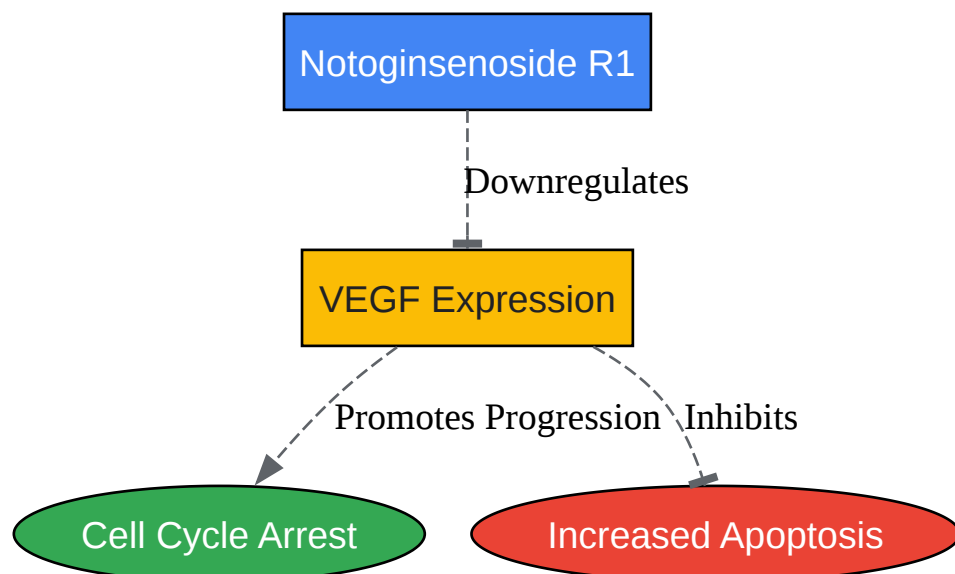 Notoginsenoside R1
Downregulates
VEGF Expression
Promotes Progression
Inhibits
Cell Cycle Arrest
Increased Apoptosis